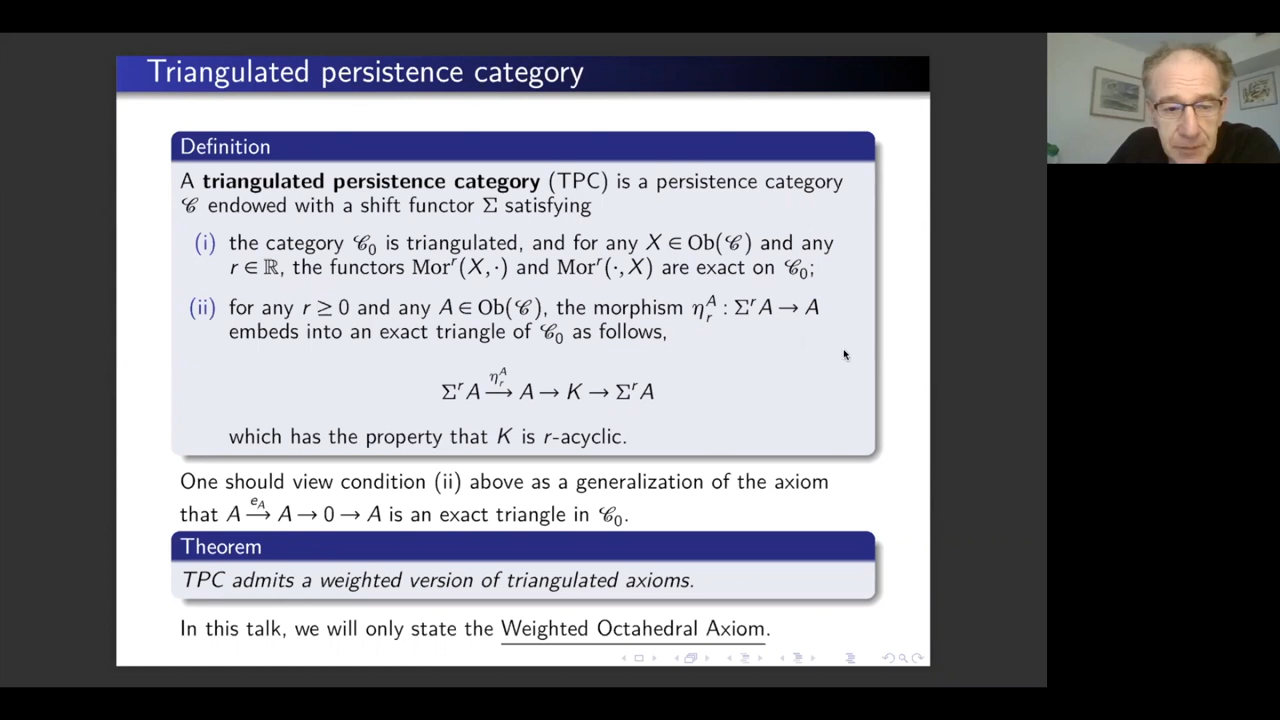 Triangulated persistence category
Definition
A triangulated persistence category (TPC) is a persistence category
𝒞 endowed with a shift functor Σ satisfying
(i) the category 𝒞₀ is triangulated, and for any X ∈ Ob(𝒞) and any
r ∈ ℝ, the functors Morʳ(X, ·) and Morʳ(·, X) are exact on 𝒞₀;
(ii) for any r ≥ 0 and any A ∈ Ob(𝒞), the morphism ηᵣᴬ : ΣʳA → A
embeds into an exact triangle of 𝒞₀ as follows,
ΣʳA —ηᵣᴬ→ A → K → ΣʳA
which has the property that K is r-acyclic.
One should view condition (ii) above as a generalization of the axiom
that A —e_A→ A → 0 → A is an exact triangle in 𝒞₀.
Theorem
TPC admits a weighted version of triangulated axioms.
In this talk, we will only state the Weighted Octahedral Axiom.